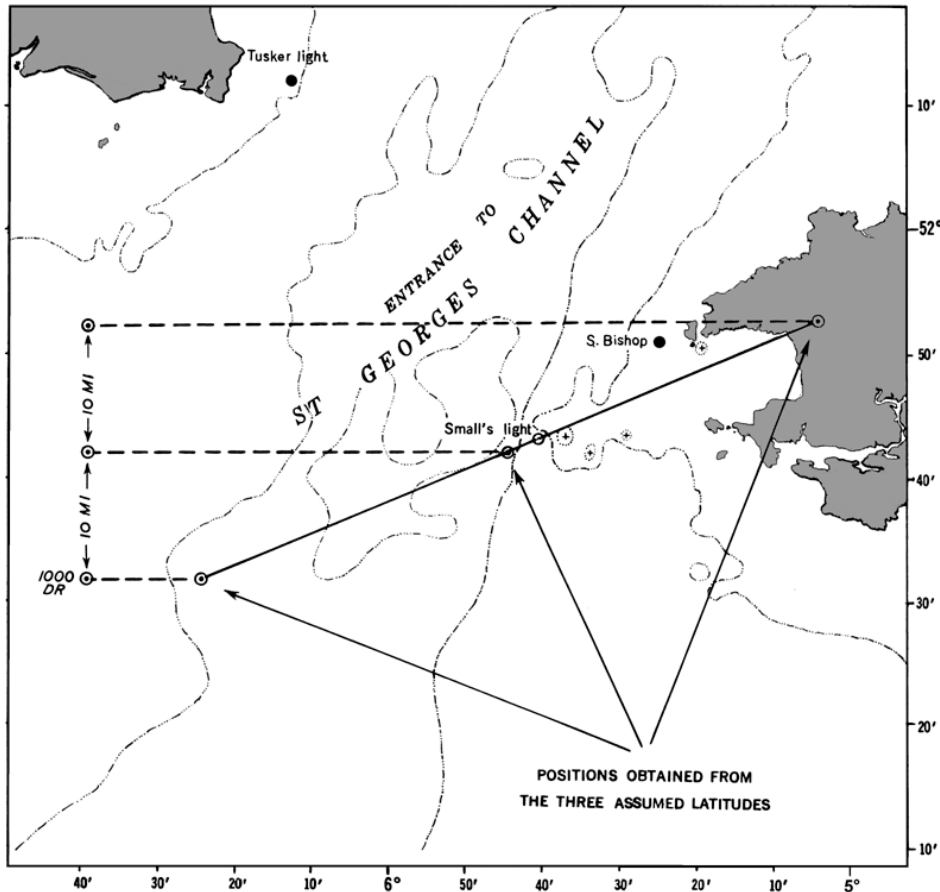 Tusker light
10'
ENTRANCE TO
ST GEORGES CHANNEL
52°
S. Bishop
50'
10 MI
Small's light
40'
10 MI
1000
DR
30'
20'
POSITIONS OBTAINED FROM
THE THREE ASSUMED LATITUDES
10'
40' 30' 20' 10' 6° 50' 40' 30' 20' 10' 5°